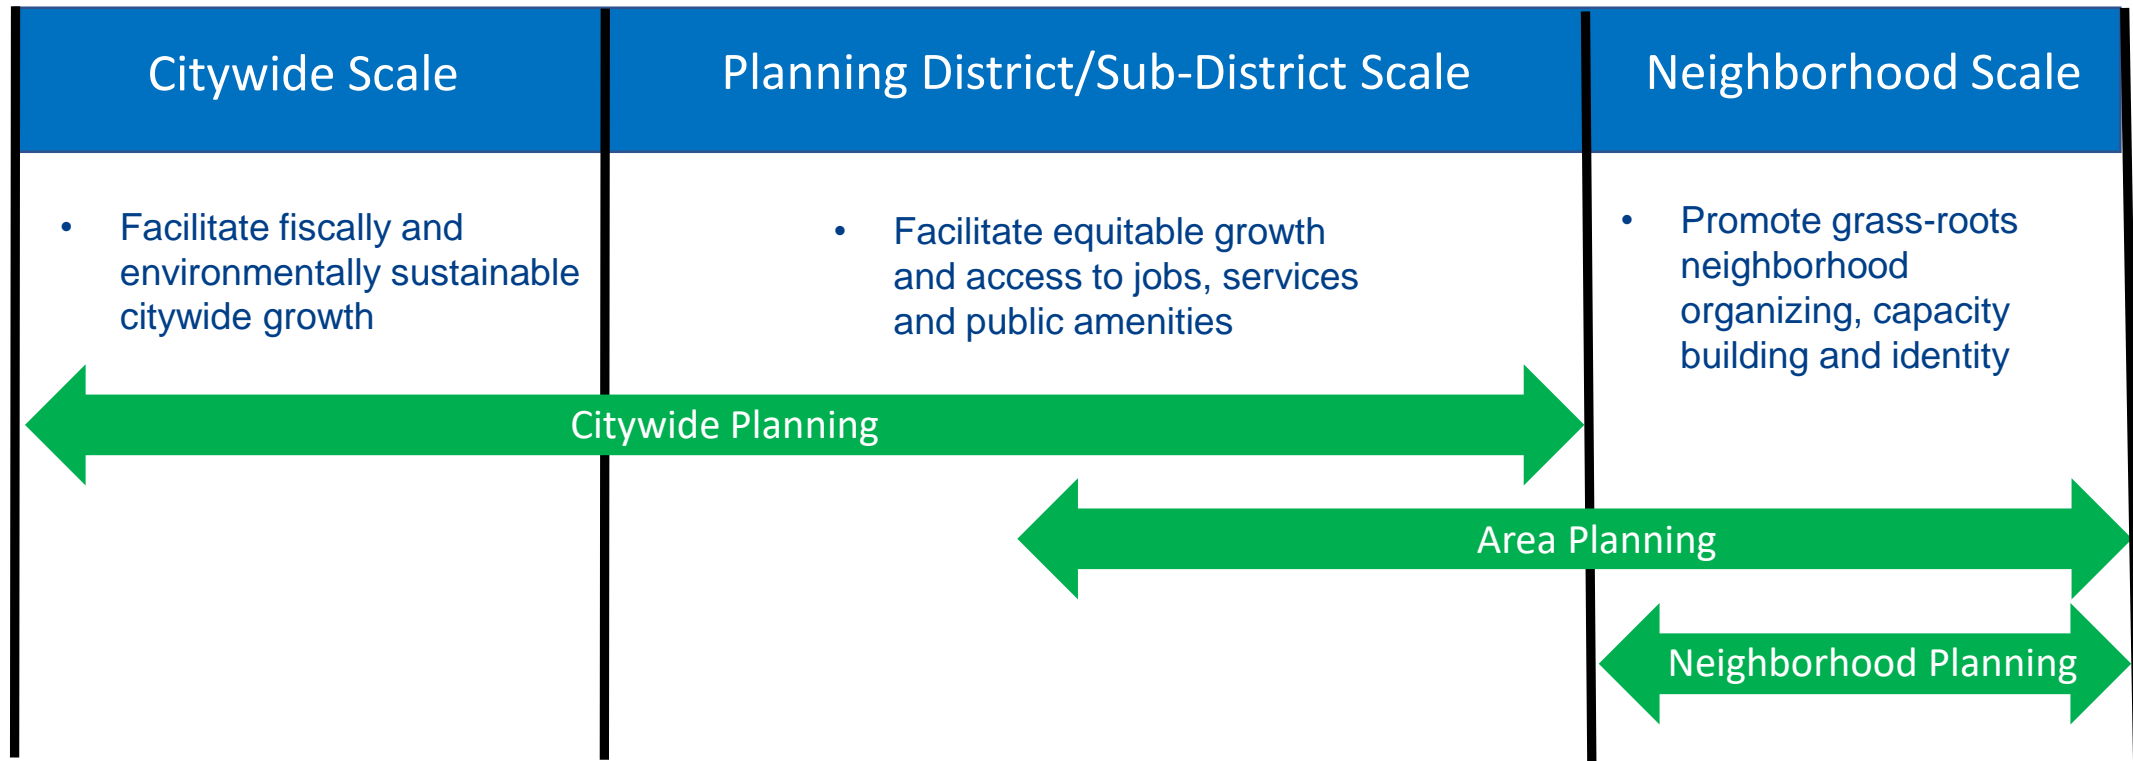 Citywide Scale
Planning District/Sub-District Scale
Neighborhood Scale
• Facilitate fiscally and
environmentally sustainable
citywide growth
• Facilitate equitable growth
and access to jobs, services
and public amenities
• Promote grass-roots
neighborhood
organizing, capacity
building and identity
Citywide Planning
Area Planning
Neighborhood Planning